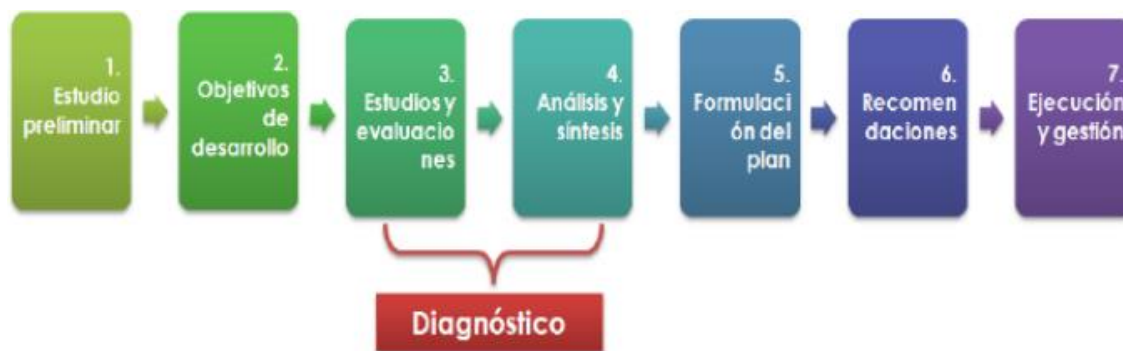 1.
Estudio
preliminar
2.
Objetivos
de
desarrollo
3.
Estudios y
evaluacio
nes
4.
Análisis y
síntesis
5.
Formulaci
ón del
plan
6.
Recomen
daciones
7.
Ejecución
y gestión
Diagnóstico